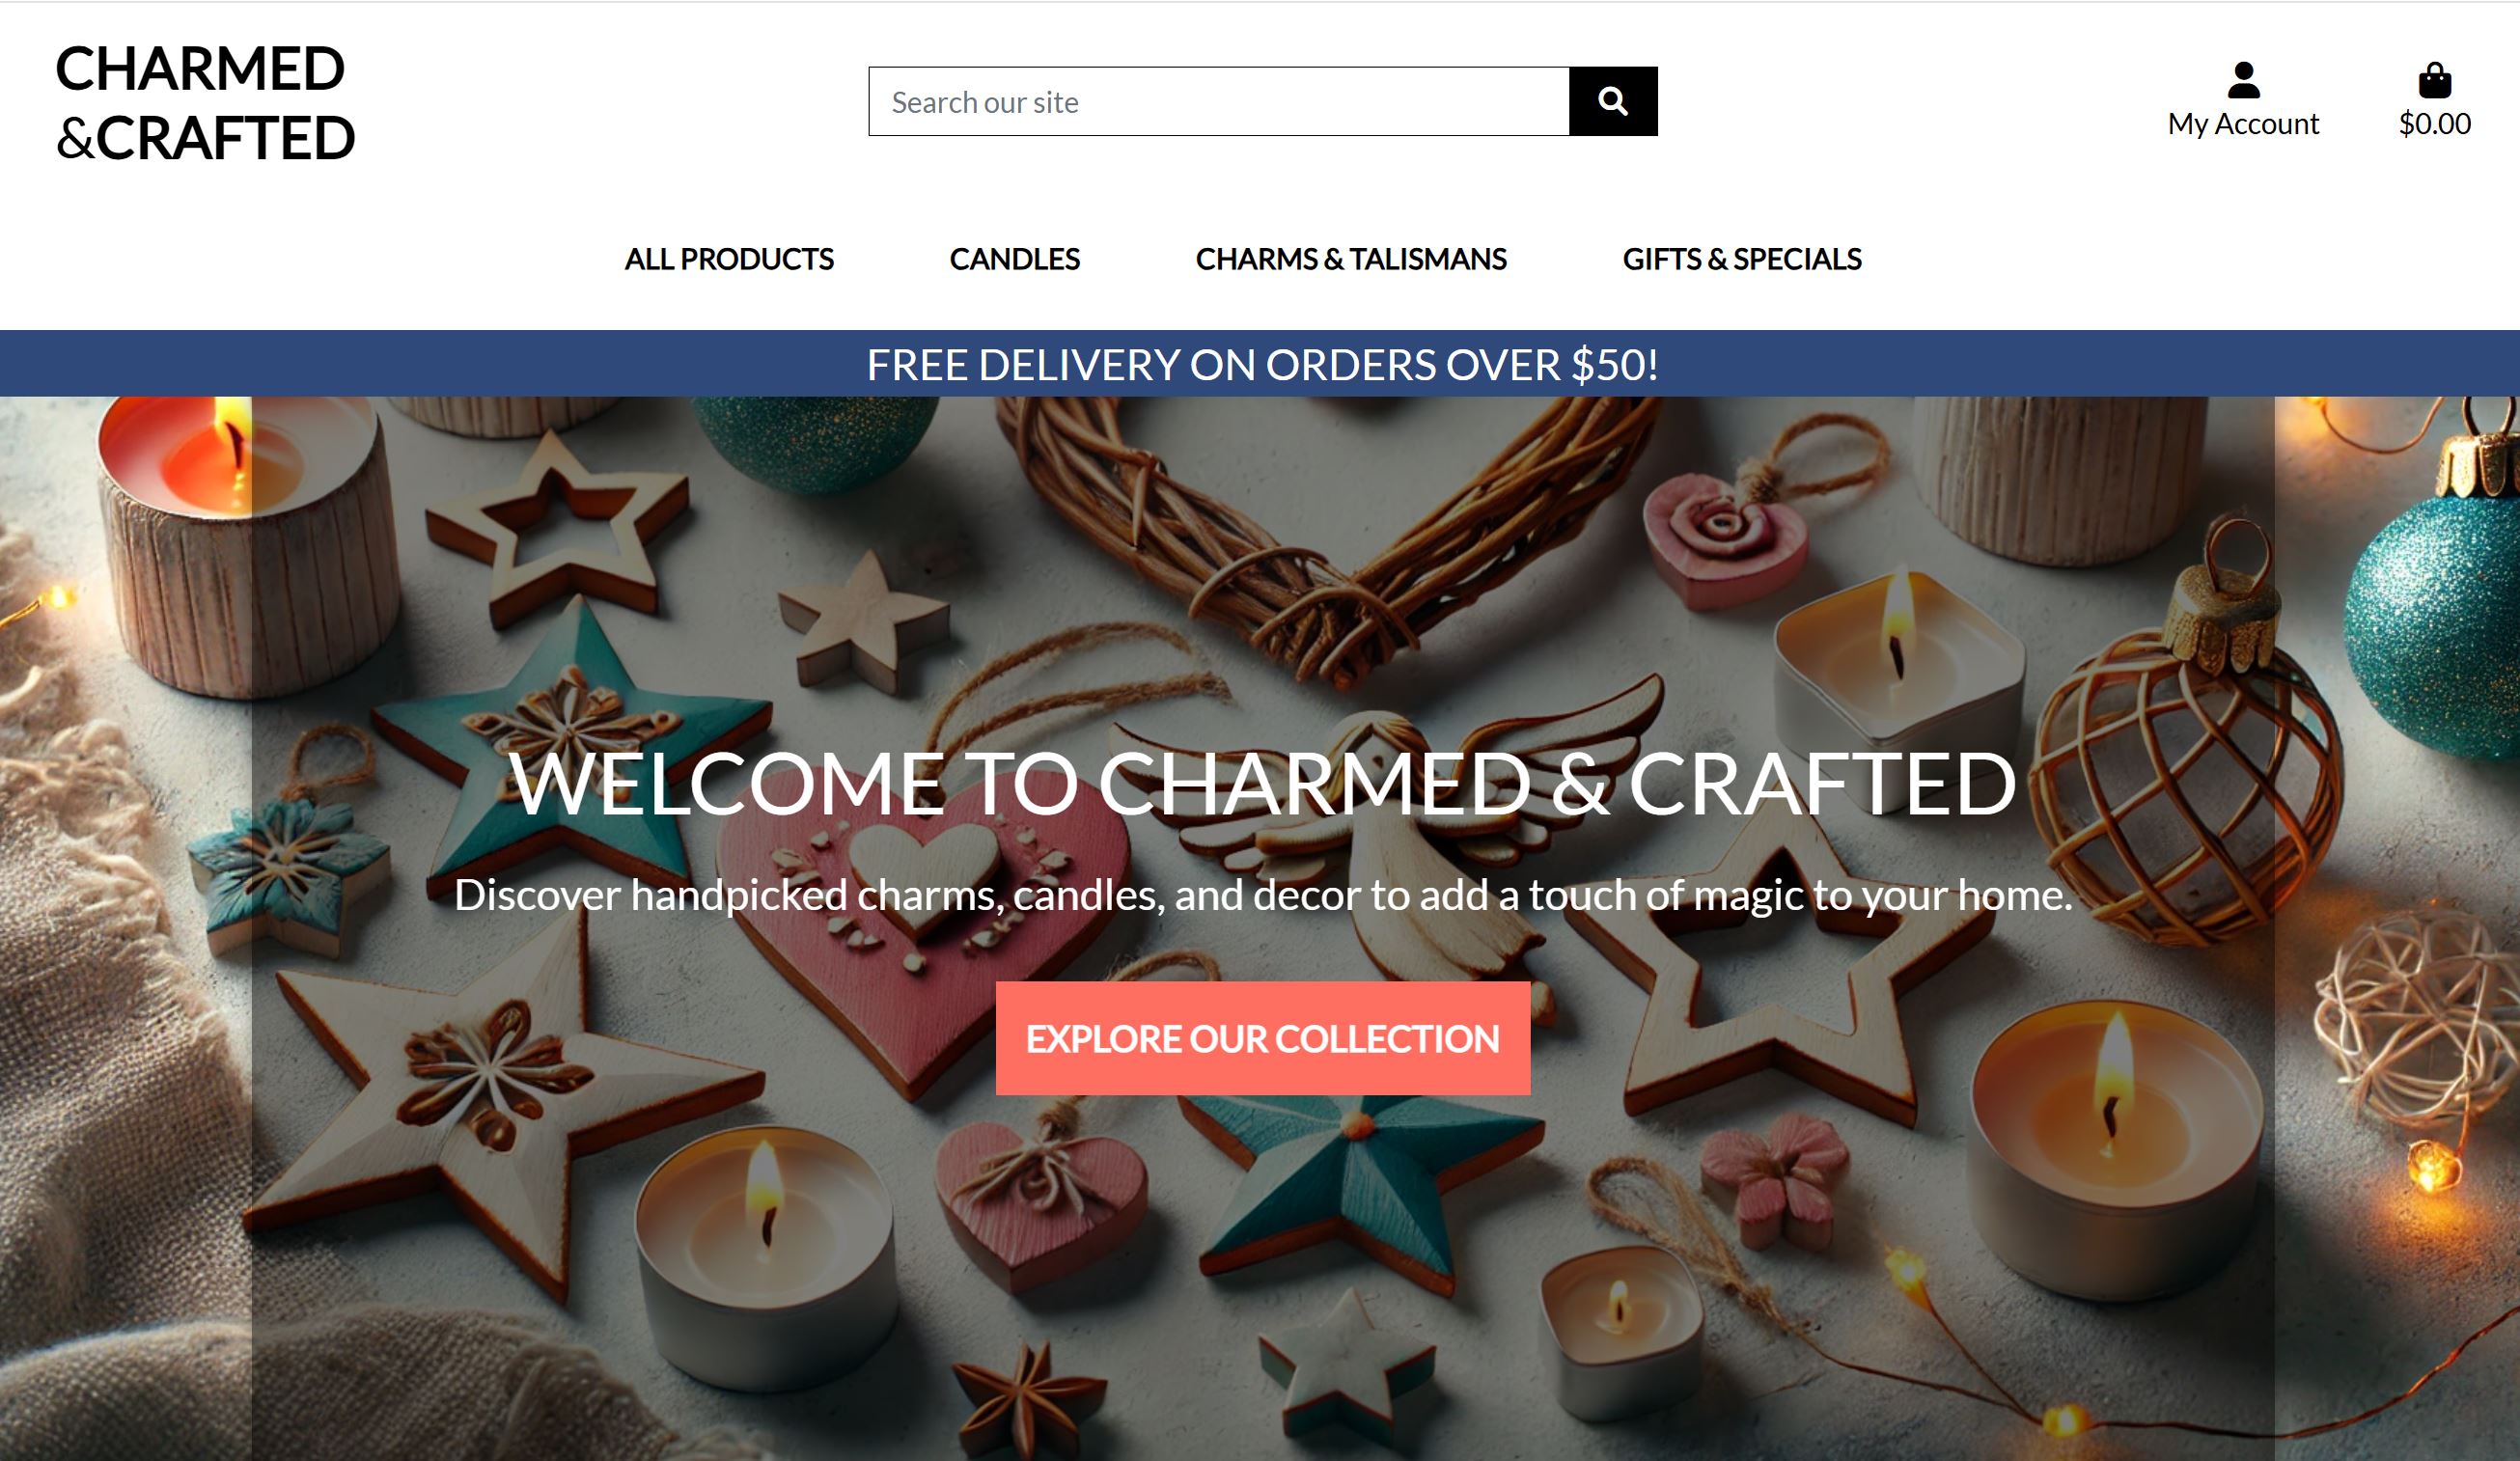 CHARMED
&CRAFTED
Search our site
My Account
$0.00
ALL PRODUCTS
CANDLES
CHARMS & TALISMANS
GIFTS & SPECIALS
FREE DELIVERY ON ORDERS OVER $50!
WELCOME TO CHARMED & CRAFTED
Discover handpicked charms, candles, and decor to add a touch of magic to your home.
EXPLORE OUR COLLECTION